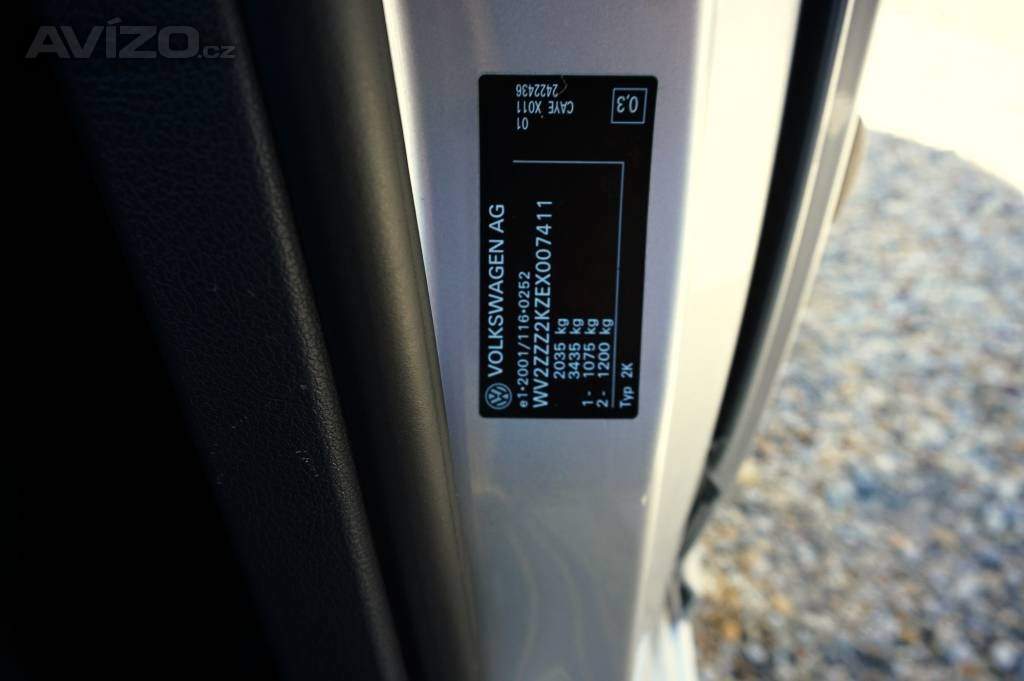 AVÍZO.cz
VOLKSWAGEN AG
e1*2001/116*0252
WV2ZZZ2KZEX007411
2035 kg
3435 kg
1- 1075 kg
2- 1200 kg
Typ 2K
01
CAYE X011
2422436
0,3